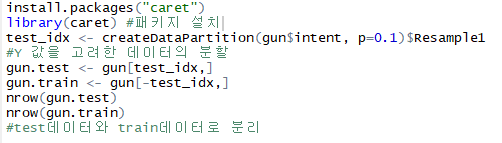 install.packages("caret")
library(caret) #패키지 설치
test_idx <- createDataPartition(gun$intent, p=0.1)$Resample1
#Y 값을 고려한 데이터의 분할
gun.test <- gun[test_idx,]
gun.train <- gun[-test_idx,]
nrow(gun.test)
nrow(gun.train)
#test데이터와 train데이터로 분리